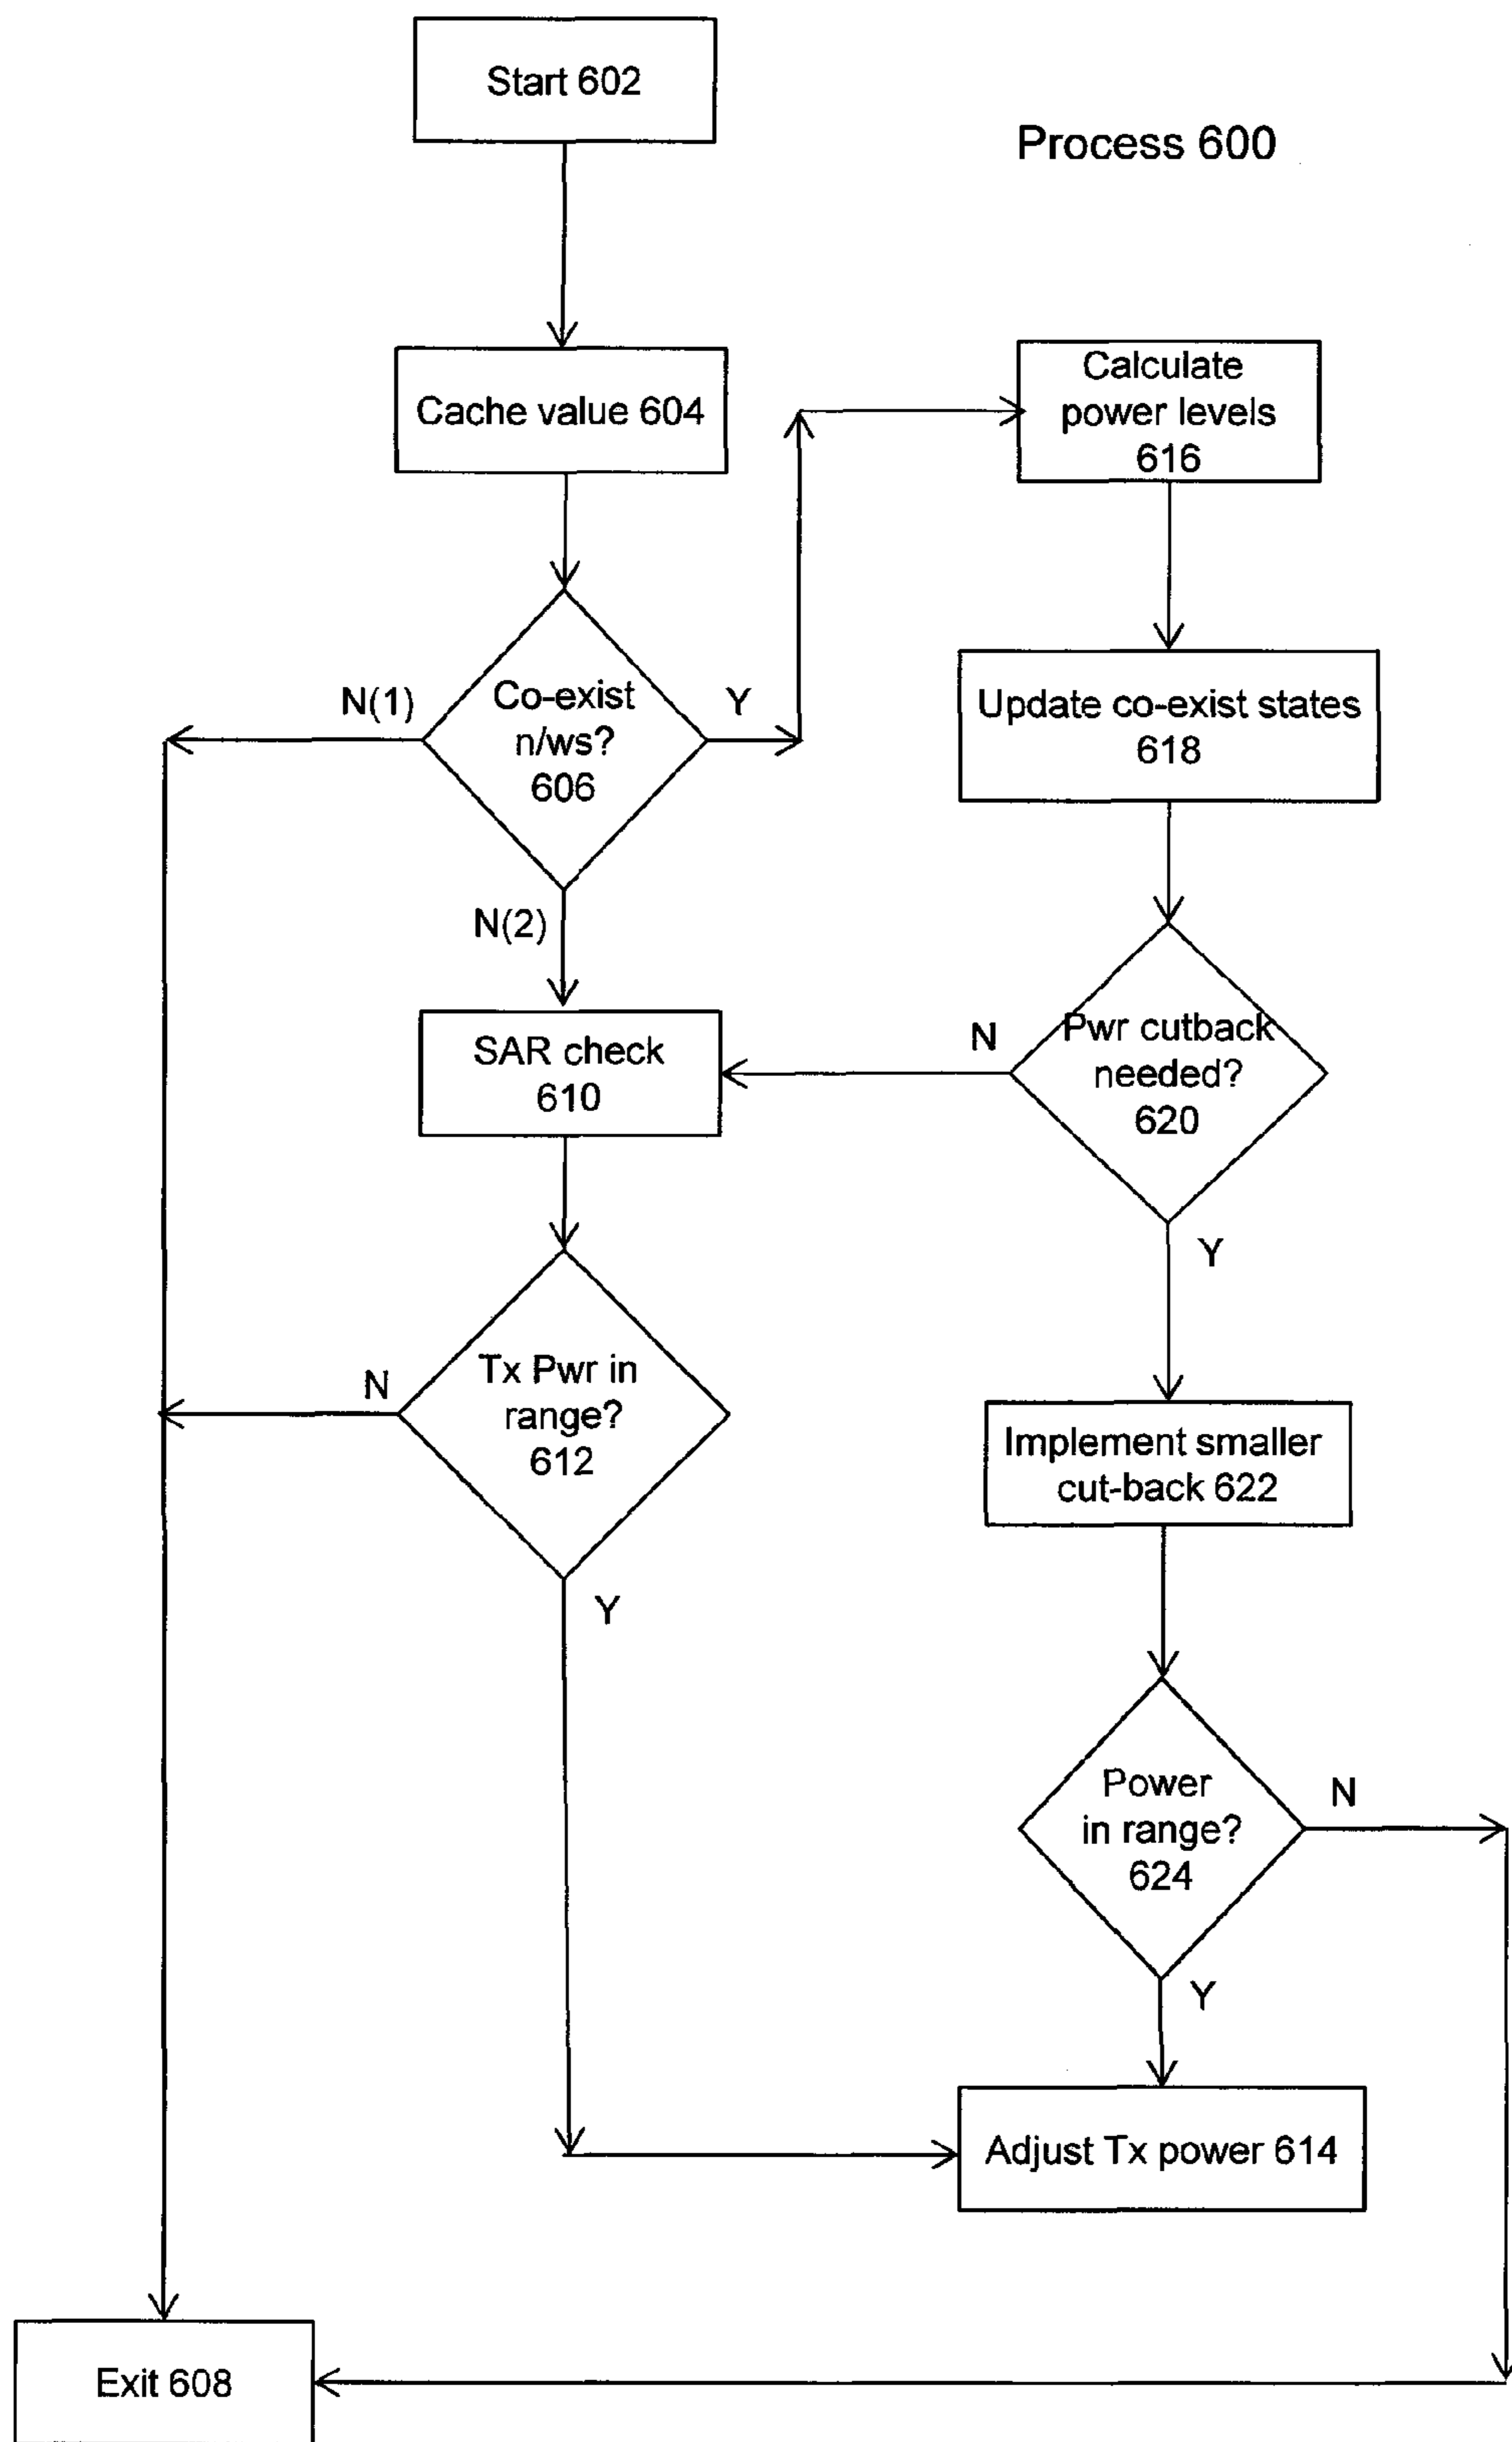 Start 602
Process 600
Cache value 604
Calculate
power levels
616
Co-exist
n/ws?
606
N(1)
Y
N(2)
Update co-exist states
618
SAR check
610
Pwr cutback
needed?
620
N
Y
Tx Pwr in
range?
612
N
Y
Implement smaller
cut-back 622
Power
in range?
624
N
Y
Adjust Tx power 614
Exit 608